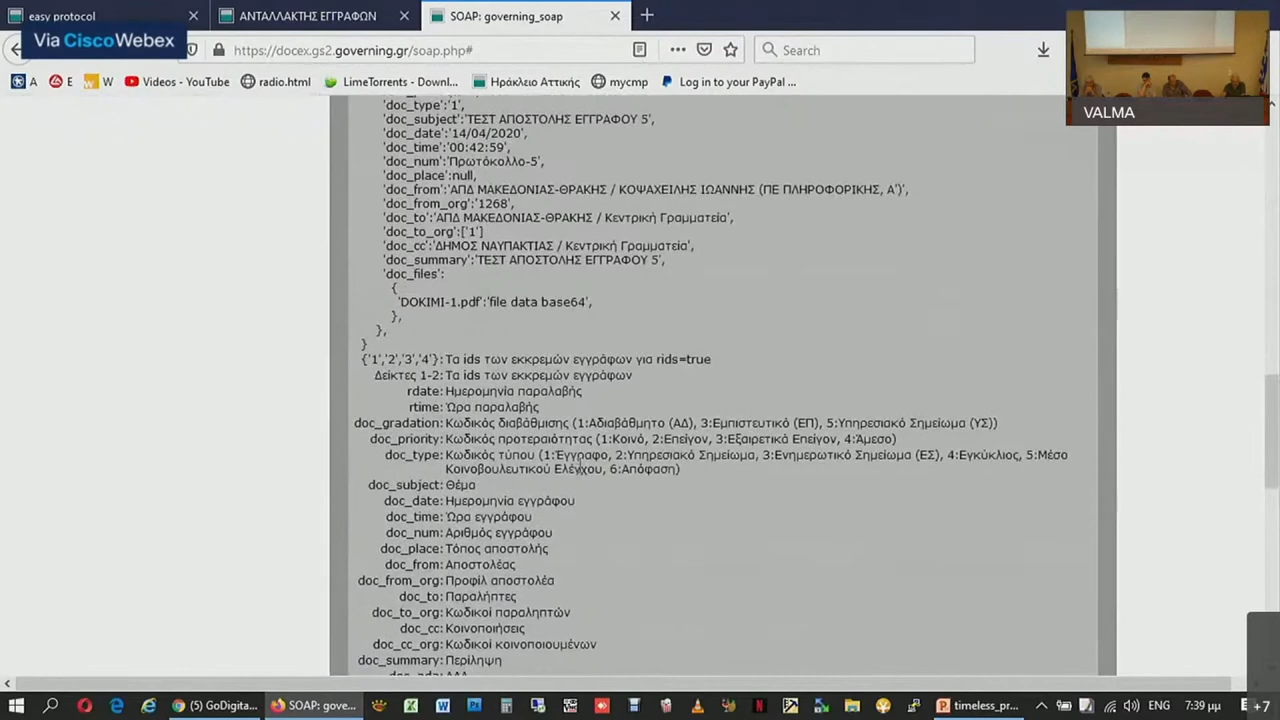 easy protocol
ΑΝΤΑΛΛΑΚΤΗΣ ΕΓΓΡΑΦΩΝ
SOAP: governing_soap
Via Cisco Webex
https://docex.gs2.governing.gr/soap.php#
Search
A
E
W
Videos - YouTube
radio.html
LimeTorrents - Downl...
Ηράκλειο Αττικής
mycmp
Log in to your PayPal ...
VALMA
'doc_type':'1',
'doc_subject':'ΤΕΣΤ ΑΠΟΣΤΟΛΗΣ ΕΓΓΡΑΦΟΥ 5',
'doc_date':'14/04/2020',
'doc_time':'00:42:59',
'doc_num':'Πρωτόκολλο-5',
'doc_place':null,
'doc_from':'ΑΠΔ ΜΑΚΕΔΟΝΙΑΣ-ΘΡΑΚΗΣ / ΚΟΨΑΧΕΙΛΗΣ ΙΩΑΝΝΗΣ (ΠΕ ΠΛΗΡΟΦΟΡΙΚΗΣ, Α')',
'doc_from_org':'1268',
'doc_to':'ΑΠΔ ΜΑΚΕΔΟΝΙΑΣ-ΘΡΑΚΗΣ / Κεντρική Γραμματεία',
'doc_to_org':['1']
'doc_cc':'ΔΗΜΟΣ ΝΑΥΠΑΚΤΙΑΣ / Κεντρική Γραμματεία',
'doc_summary':'ΤΕΣΤ ΑΠΟΣΤΟΛΗΣ ΕΓΓΡΑΦΟΥ 5',
'doc_files':
{
'DOKIMI-1.pdf':'file data base64',
},
},
}
{'1','2','3','4'}: Τα ids των εκκρεμών εγγράφων για rids=true
Δείκτες 1-2: Τα ids των εκκρεμών εγγράφων
rdate: Ημερομηνία παραλαβής
rtime: Ώρα παραλαβής
doc_gradation: Κωδικός διαβάθμισης (1:Αδιαβάθμητο (ΑΔ), 3:Εμπιστευτικό (ΕΠ), 5:Υπηρεσιακό Σημείωμα (ΥΣ))
doc_priority: Κωδικός προτεραιότητας (1:Κοινό, 2:Επείγον, 3:Εξαιρετικά Επείγον, 4:Άμεσο)
doc_type: Κωδικός τύπου (1:Έγγραφο, 2:Υπηρεσιακό Σημείωμα, 3:Ενημερωτικό Σημείωμα (ΕΣ), 4:Εγκύκλιος, 5:Μέσο
Κοινοβουλευτικού Ελέγχου, 6:Απόφαση)
doc_subject: Θέμα
doc_date: Ημερομηνία εγγράφου
doc_time: Ώρα εγγράφου
doc_num: Αριθμός εγγράφου
doc_place: Τόπος αποστολής
doc_from: Αποστολέας
doc_from_org: Προφίλ αποστολέα
doc_to: Παραλήπτες
doc_to_org: Κωδικοί παραληπτών
doc_cc: Κοινοποιήσεις
doc_cc_org: Κωδικοί κοινοποιουμένων
doc_summary: Περίληψη
(1) GoDigita...
SOAP: gove...
timeless_pr...
ENG
7:39 μμ
+7